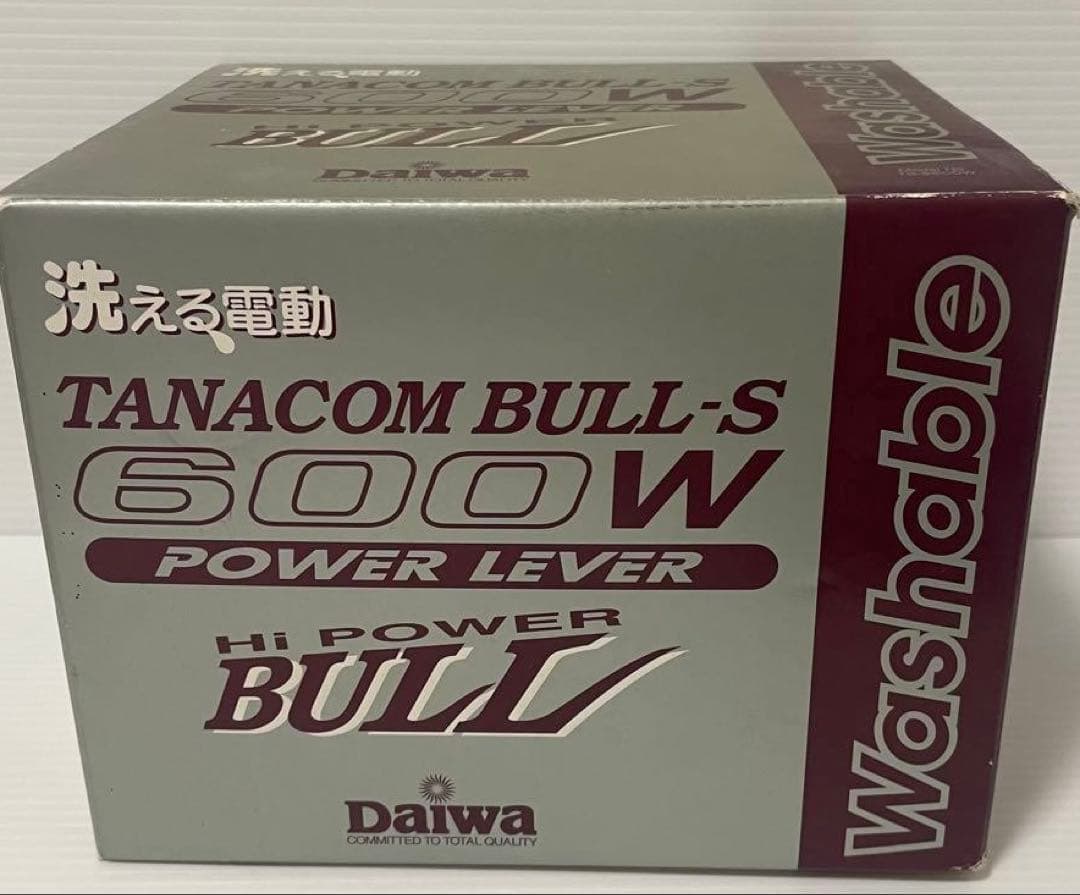 洗える電動
TANACOM BULL-S
600W
POWER LEVER
Hi POWER
BULL
Daiwa
COMMITTED TO TOTAL QUALITY
Washable
洗える、電動
TANACOM BULL-S
600W
POWER LEVER
Hi POWER
BULL
Daiwa
COMMITTED TO TOTAL QUALITY
Washable